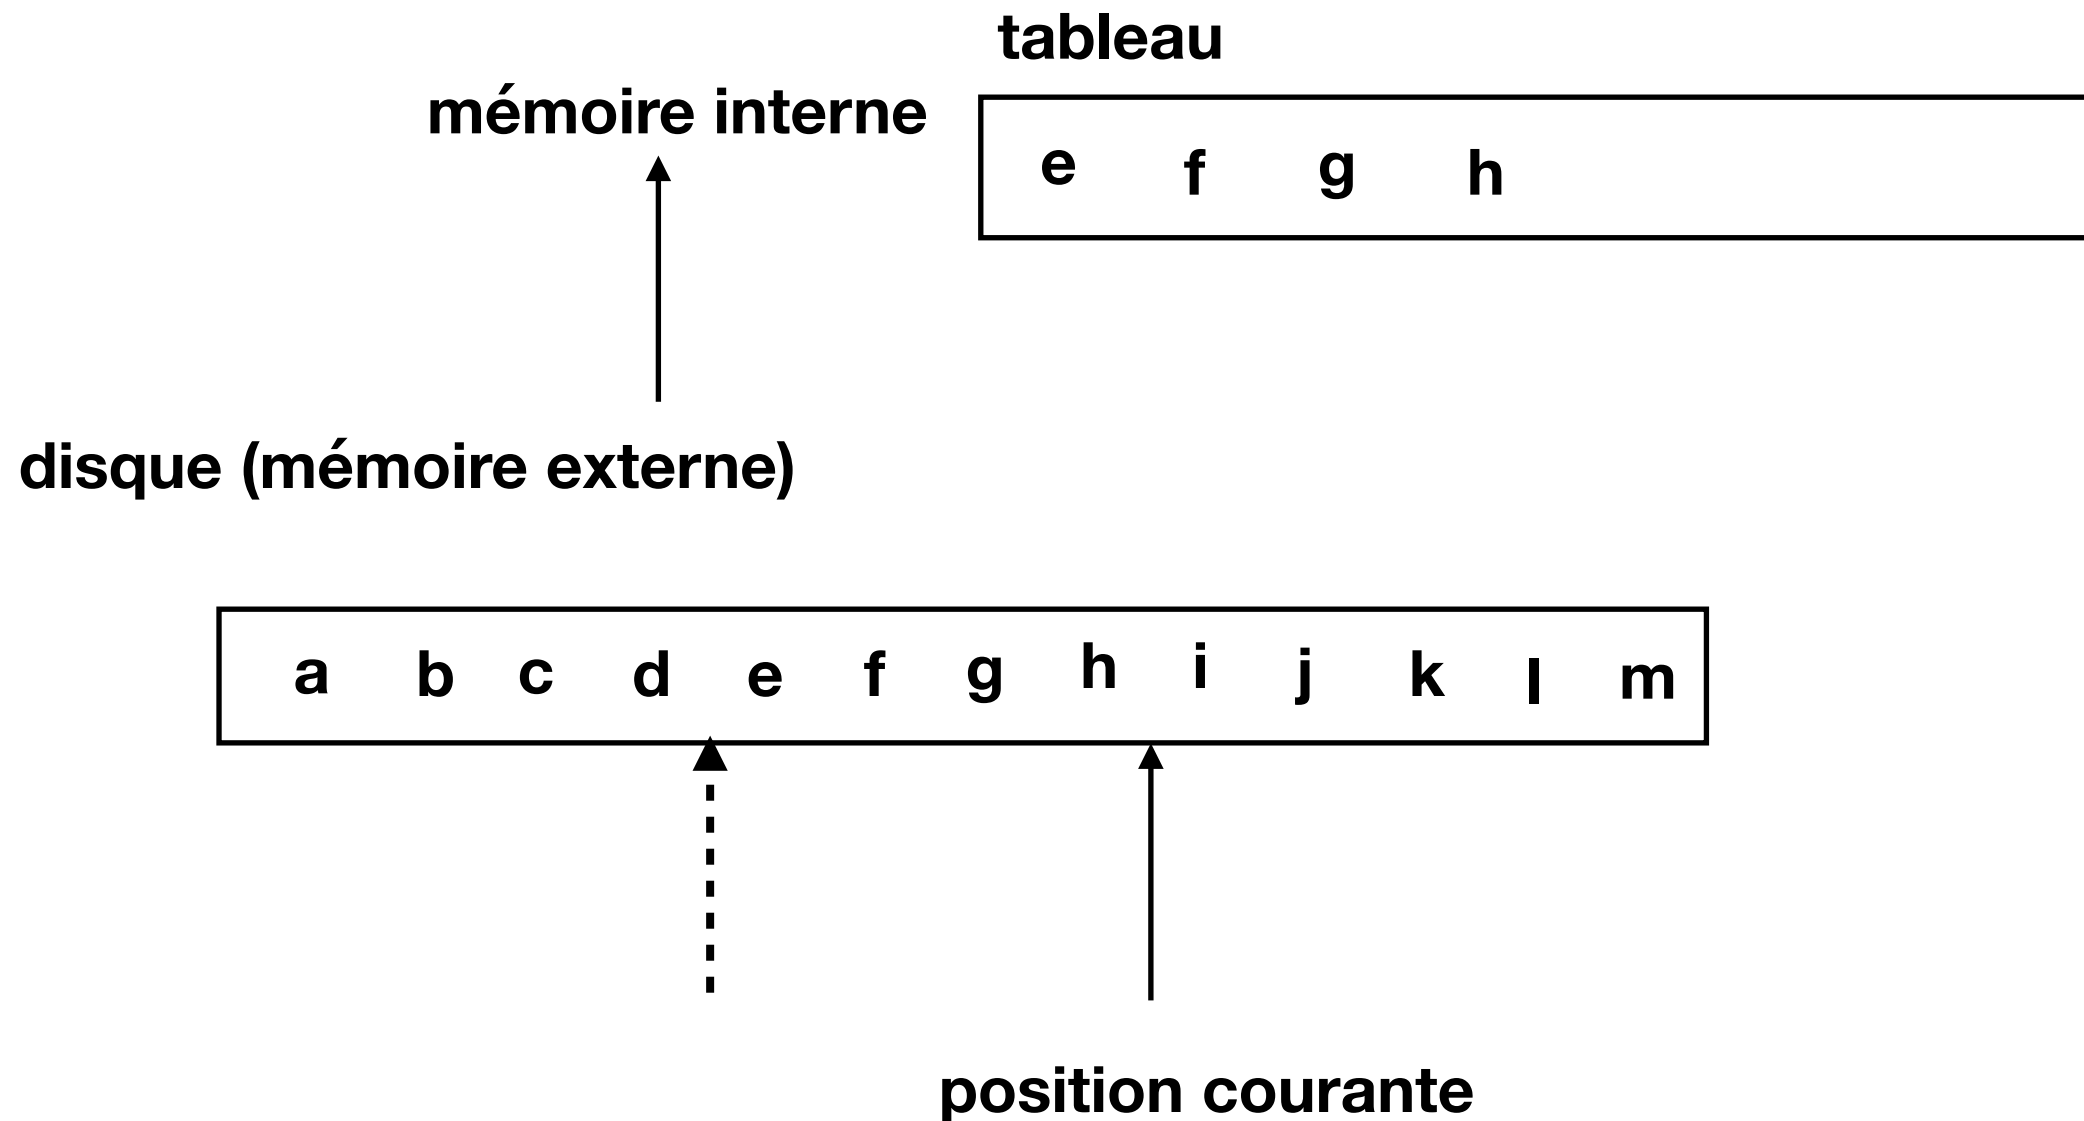 tableau
mémoire interne
e f g h
disque (mémoire externe)
a b c d e f g h i j k l m
position courante